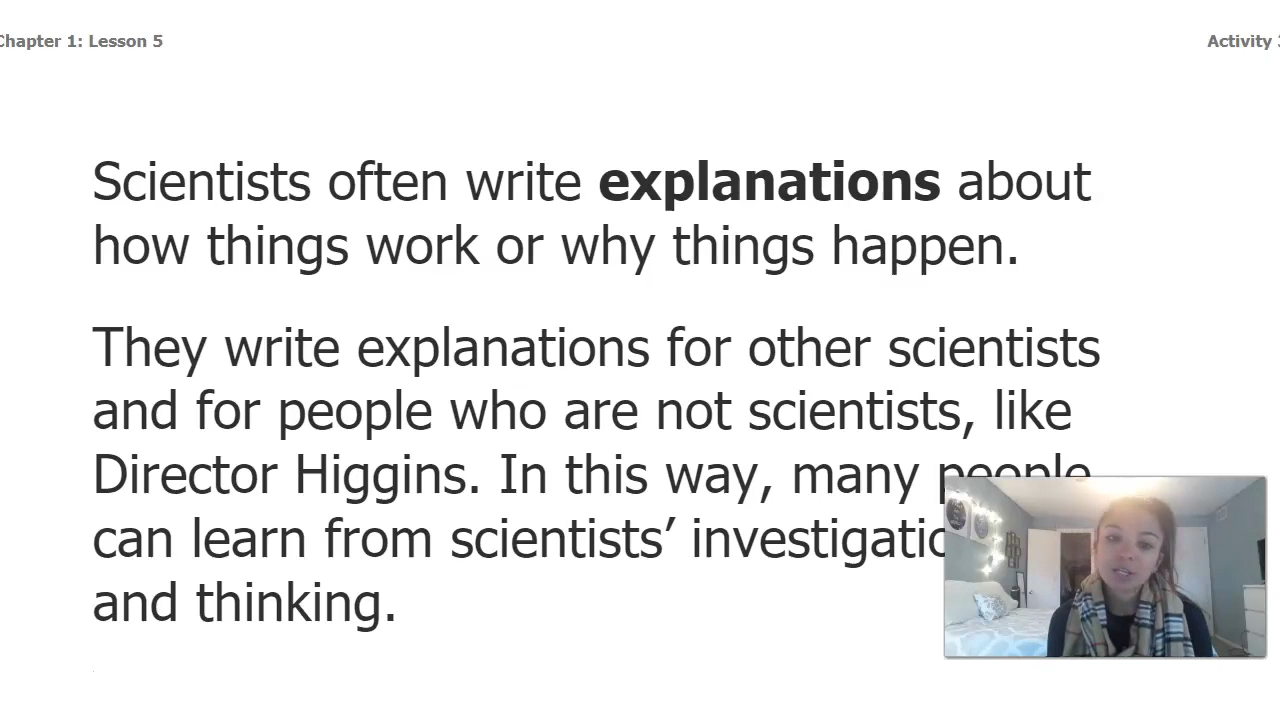 Chapter 1: Lesson 5
Activity 3
Scientists often write explanations about
how things work or why things happen.
They write explanations for other scientists
and for people who are not scientists, like
Director Higgins. In this way, many people
can learn from scientists’
and thinking.